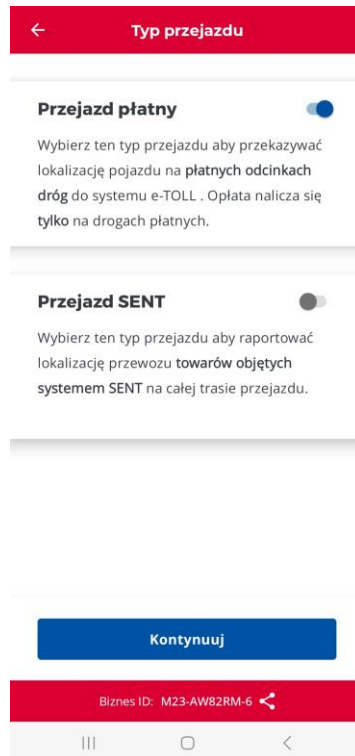 Typ przejazdu
Przejazd płatny
Wybierz ten typ przejazdu aby przekazywać
lokalizację pojazdu na płatnych odcinkach
dróg do systemu e-TOLL . Opłata nalicza się
tylko na drogach płatnych.
Przejazd SENT
Wybierz ten typ przejazdu aby raportować
lokalizację przewozu towarów objętych
systemem SENT na całej trasie przejazdu.
Kontynuuj
Biznes ID: M23-AW82RM-6